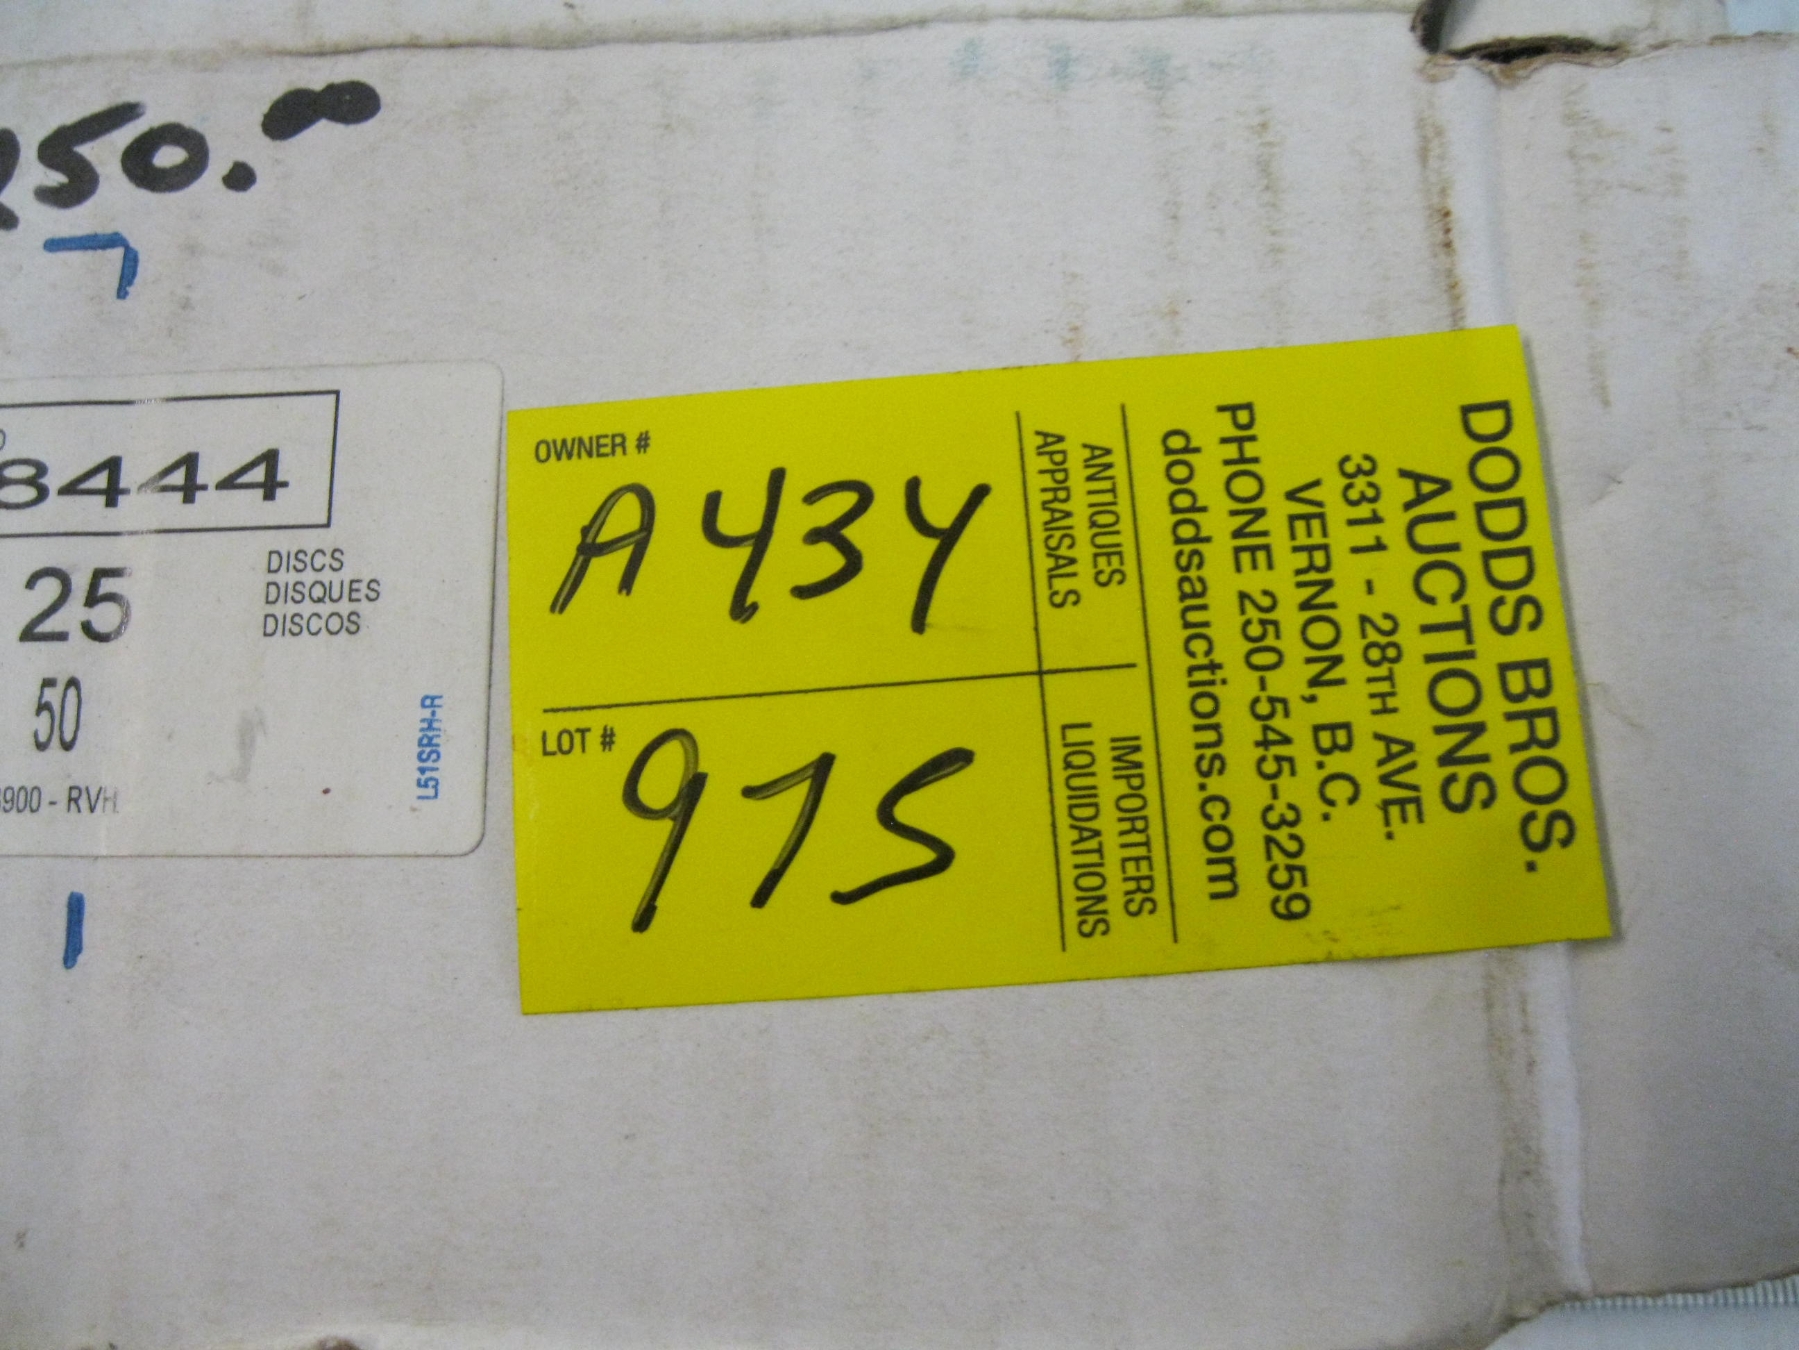 250.00
8444
25
DISCS
DISQUES
DISCOS
50
900 - RVH
L51SRH-R
OWNER #
A434
LOT #
975
ANTIQUES
APPRAISALS
IMPORTERS
LIQUIDATIONS
DODDS BROS.
AUCTIONS
3311 - 28TH AVE.
VERNON, B.C.
PHONE 250-545-3259
doddsauctions.com